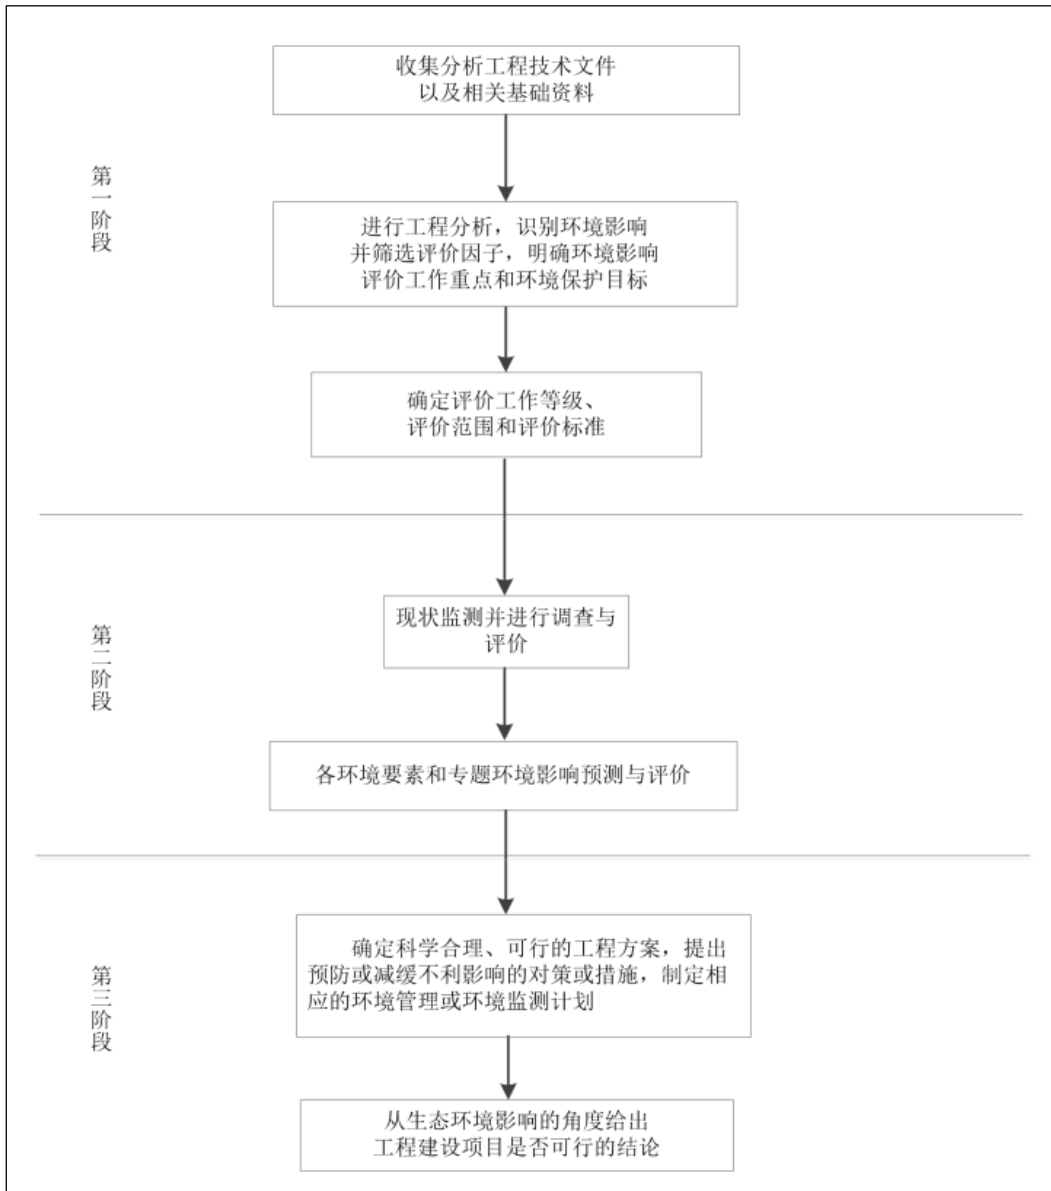 收集分析工程技术文件
以及相关基础资料
第一阶段
进行工程分析，识别环境影响
并筛选评价因子，明确环境影响
评价工作重点和环境保护目标
确定评价工作等级、
评价范围和评价标准
现状监测并进行调查与
评价
第二阶段
各环境要素和专题环境影响预测与评价
确定科学合理、可行的工程方案，提出
预防或减缓不利影响的对策或措施，制定相
应的环境管理或环境监测计划
第三阶段
从生态环境影响的角度给出
工程建设项目是否可行的结论